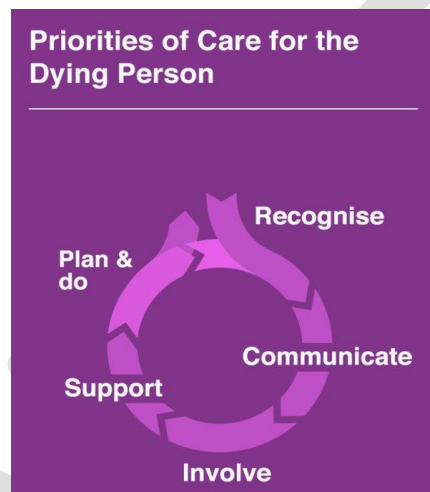 Priorities of Care for the
Dying Person
Recognise
Communicate
Involve
Support
Plan &
do